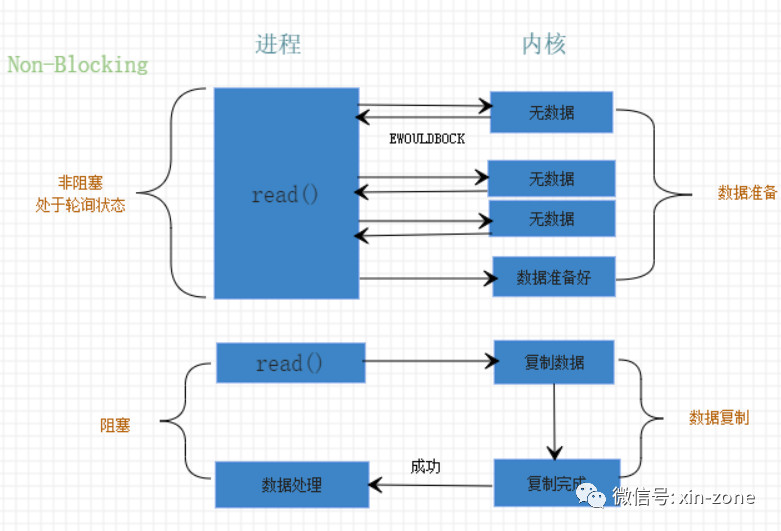 进程
内核
Non-Blocking
无数据
EWOULDBOCK
read()
非阻塞
处于轮询状态
无数据
数据准备
无数据
数据准备好
read()
复制数据
阻塞
数据复制
成功
数据处理
复制完成
微信号: xin-zone